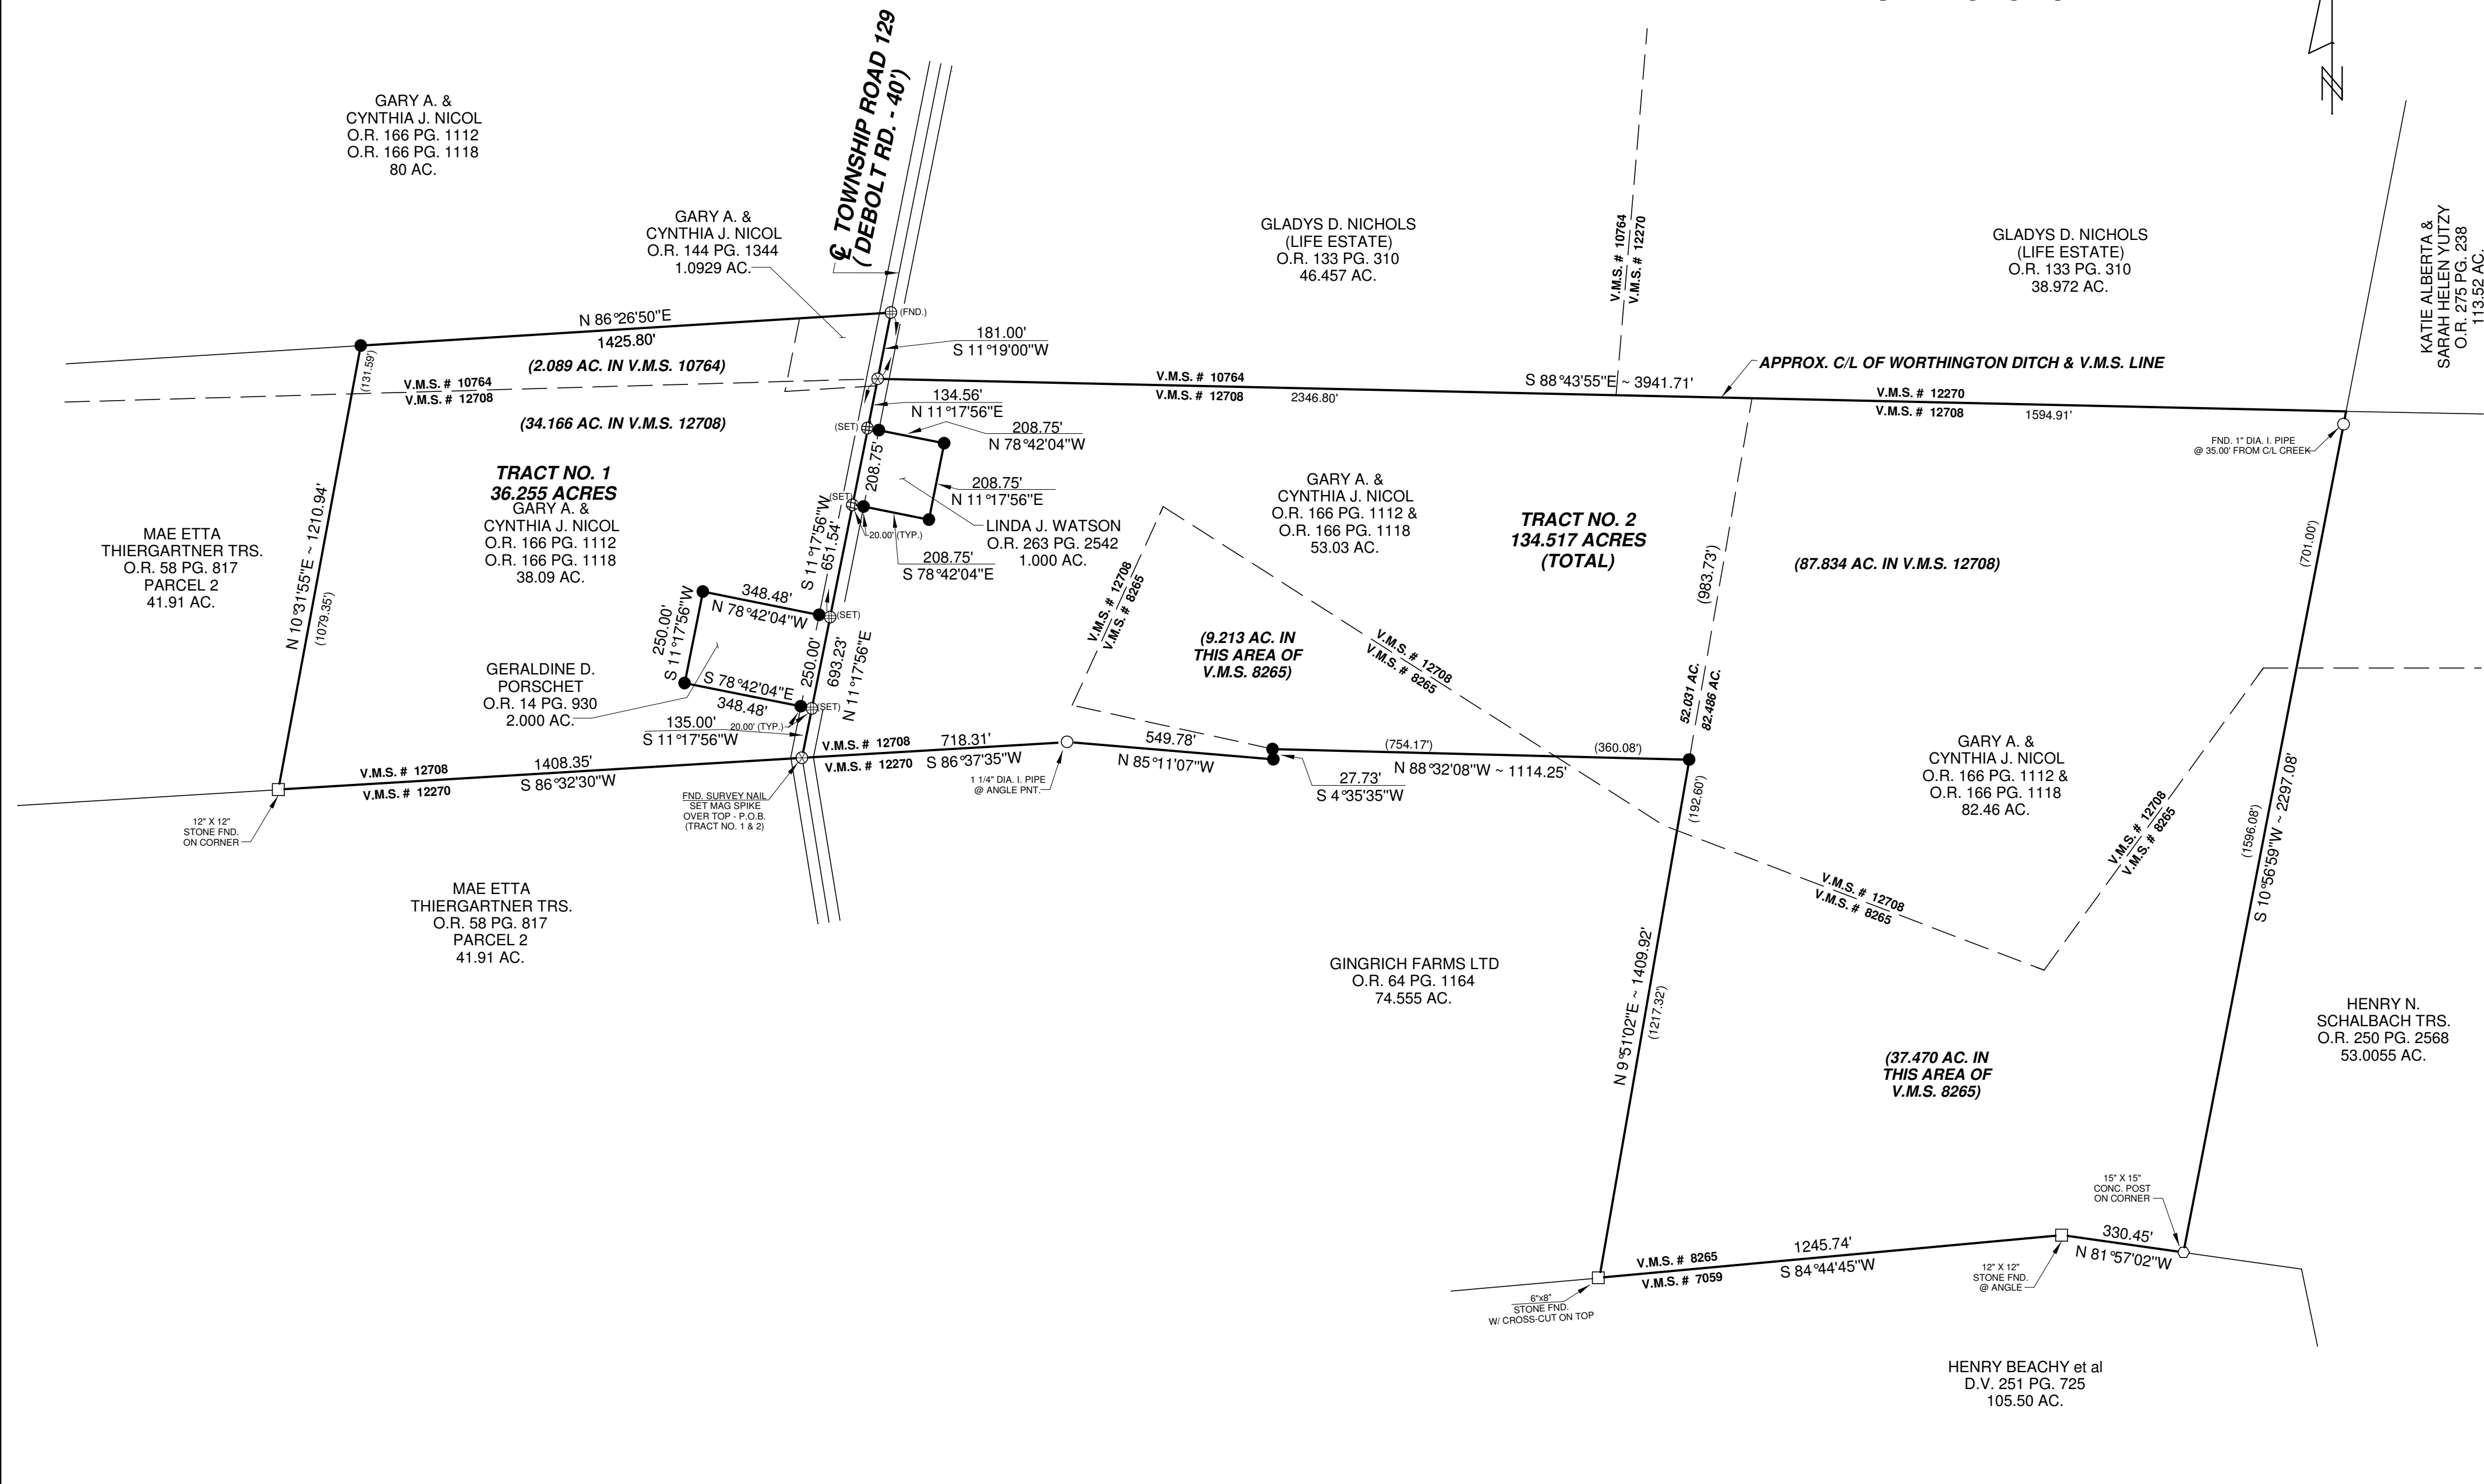 GARY A. &
CYNTHIA J. NICOL
O.R. 166 PG. 1112
O.R. 166 PG. 1118
80 AC.
GARY A. &
CYNTHIA J. NICOL
O.R. 144 PG. 1344
1.0929 AC.
℄ TOWNSHIP ROAD 129
( DEBOLT RD. - 40')
GLADYS D. NICHOLS
(LIFE ESTATE)
O.R. 133 PG. 310
46.457 AC.
V.M.S. # 10764
V.M.S. # 12270
GLADYS D. NICHOLS
(LIFE ESTATE)
O.R. 133 PG. 310
38.972 AC.
N
KATIE ALBERTA &
SARAH HELEN YUTZY
O.R. 275 PG. 238
113.52 AC.
N 86°26'50"E
1425.80'
(131.59')
(2.089 AC. IN V.M.S. 10764)
V.M.S. # 10764
V.M.S. # 12708
(34.166 AC. IN V.M.S. 12708)
(FND.)
181.00'
S 11°19'00"W
V.M.S. # 10764
V.M.S. # 12708
2346.80'
S 88°43'55"E ~ 3941.71'
APPROX. C/L OF WORTHINGTON DITCH & V.M.S. LINE
V.M.S. # 12270
V.M.S. # 12708
1594.91'
FND. 1" DIA. I. PIPE
@ 35.00' FROM C/L CREEK
134.56'
N 11°17'56"E
(SET)
208.75'
N 78°42'04"W
208.75'
208.75'
N 11°17'56"E
(SET)
20.00' (TYP.)
LINDA J. WATSON
O.R. 263 PG. 2542
1.000 AC.
208.75'
S 78°42'04"E
S 11°17'56"W
651.54'
TRACT NO. 1
36.255 ACRES
GARY A. &
CYNTHIA J. NICOL
O.R. 166 PG. 1112
O.R. 166 PG. 1118
38.09 AC.
MAE ETTA
THIERGARTNER TRS.
O.R. 58 PG. 817
PARCEL 2
41.91 AC.
N 10°31'55"E ~ 1210.94'
(1079.35')
348.48'
N 78°42'04"W
(SET)
250.00'
S 11°17'56"W
250.00'
693.23'
N 11°17'56"E
GERALDINE D.
PORSCHET
O.R. 14 PG. 930
2.000 AC.
S 78°42'04"E
348.48'
(SET)
20.00' (TYP.)
135.00'
S 11°17'56"W
GARY A. &
CYNTHIA J. NICOL
O.R. 166 PG. 1112 &
O.R. 166 PG. 1118
53.03 AC.
TRACT NO. 2
134.517 ACRES
(TOTAL)
(983.73')
(87.834 AC. IN V.M.S. 12708)
(701.00')
V.M.S. # 12708
V.M.S. # 8265
(9.213 AC. IN
THIS AREA OF
V.M.S. 8265)
V.M.S. # 12708
V.M.S. # 8265
52.031 AC.
82.486 AC.
V.M.S. # 12708
V.M.S. # 12270
1408.35'
S 86°32'30"W
12" X 12"
STONE FND.
ON CORNER
FND. SURVEY NAIL
SET MAG SPIKE
OVER TOP - P.O.B.
(TRACT NO. 1 & 2)
V.M.S. # 12708
V.M.S. # 12270
718.31'
S 86°37'35"W
1 1/4" DIA. I. PIPE
@ ANGLE PNT.
549.78'
N 85°11'07"W
27.73'
S 4°35'35"W
(754.17')
(360.08')
N 88°32'08"W ~ 1114.25'
(192.60')
GARY A. &
CYNTHIA J. NICOL
O.R. 166 PG. 1112 &
O.R. 166 PG. 1118
82.46 AC.
V.M.S. # 12708
V.M.S. # 8265
V.M.S. # 12708
V.M.S. # 8265
(1596.08')
S 10°56'59"W ~ 2297.08'
MAE ETTA
THIERGARTNER TRS.
O.R. 58 PG. 817
PARCEL 2
41.91 AC.
GINGRICH FARMS LTD
O.R. 64 PG. 1164
74.555 AC.
N 9°51'02"E ~ 1409.92'
(1217.32')
(37.470 AC. IN
THIS AREA OF
V.M.S. 8265)
HENRY N.
SCHALBACH TRS.
O.R. 250 PG. 2568
53.0055 AC.
15" X 15"
CONC. POST
ON CORNER
V.M.S. # 8265
V.M.S. # 7059
1245.74'
S 84°44'45"W
330.45'
N 81°57'02"W
12" X 12"
STONE FND.
@ ANGLE
6"x8"
STONE FND.
W/ CROSS-CUT ON TOP
HENRY BEACHY et al
D.V. 251 PG. 725
105.50 AC.